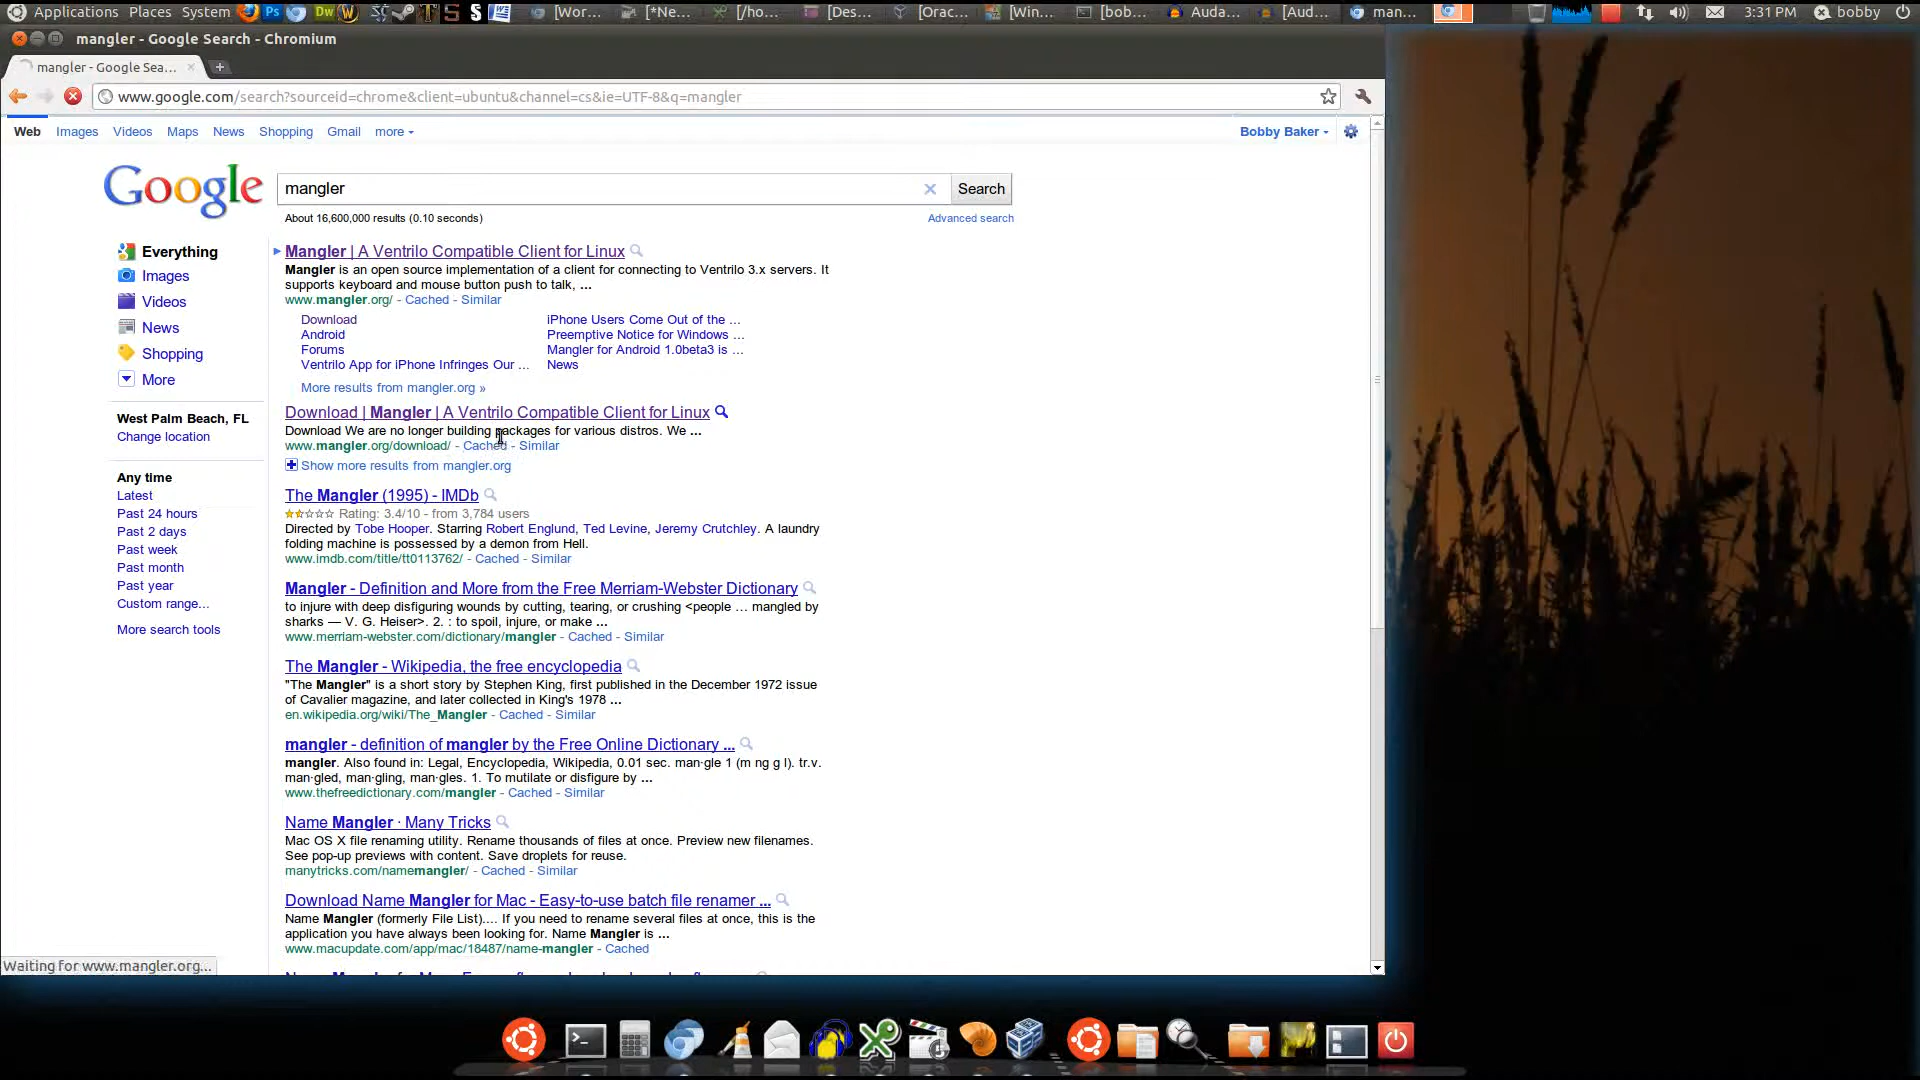 Applications Places System Ps Dw W T S S W [Wor... [*Ne... [/ho... [Des... [Orac... [Win... [bob... Auda... [Aud... man... 3:31 PM bobby
mangler - Google Search - Chromium
mangler - Google Sea...
www.google.com/search?sourceid=chrome&client=ubuntu&channel=cs&ie=UTF-8&q=mangler
Web Images Videos Maps News Shopping Gmail more Bobby Baker
Google mangler Search
About 16,600,000 results (0.10 seconds) Advanced search
Everything
Images
Videos
News
Shopping
More
West Palm Beach, FL
Change location
Any time
Latest
Past 24 hours
Past 2 days
Past week
Past month
Past year
Custom range...
More search tools
Mangler | A Ventrilo Compatible Client for Linux
Mangler is an open source implementation of a client for connecting to Ventrilo 3.x servers. It
supports keyboard and mouse button push to talk, ...
www.mangler.org/ - Cached - Similar
Download iPhone Users Come Out of the ...
Android Preemptive Notice for Windows ...
Forums Mangler for Android 1.0beta3 is ...
Ventrilo App for iPhone Infringes Our ... News
More results from mangler.org »
Download | Mangler | A Ventrilo Compatible Client for Linux
Download We are no longer building packages for various distros. We ...
www.mangler.org/download/ - Cached - Similar
Show more results from mangler.org
The Mangler (1995) - IMDb
Rating: 3.4/10 - from 3,784 users
Directed by Tobe Hooper. Starring Robert Englund, Ted Levine, Jeremy Crutchley. A laundry
folding machine is possessed by a demon from Hell.
www.imdb.com/title/tt0113762/ - Cached - Similar
Mangler - Definition and More from the Free Merriam-Webster Dictionary
to injure with deep disfiguring wounds by cutting, tearing, or crushing <people ... mangled by
sharks — V. G. Heiser>. 2. : to spoil, injure, or make ...
www.merriam-webster.com/dictionary/mangler - Cached - Similar
The Mangler - Wikipedia, the free encyclopedia
"The Mangler" is a short story by Stephen King, first published in the December 1972 issue
of Cavalier magazine, and later collected in King's 1978 ...
en.wikipedia.org/wiki/The_Mangler - Cached - Similar
mangler - definition of mangler by the Free Online Dictionary ...
mangler. Also found in: Legal, Encyclopedia, Wikipedia, 0.01 sec. man·gle 1 (m ng g l). tr.v.
man·gled, man·gling, man·gles. 1. To mutilate or disfigure by ...
www.thefreedictionary.com/mangler - Cached - Similar
Name Mangler · Many Tricks
Mac OS X file renaming utility. Rename thousands of files at once. Preview new filenames.
See pop-up previews with content. Save droplets for reuse.
manytricks.com/namemangler/ - Cached - Similar
Download Name Mangler for Mac - Easy-to-use batch file renamer ...
Name Mangler (formerly File List).... If you need to rename several files at once, this is the
application you have always been looking for. Name Mangler is ...
www.macupdate.com/app/mac/18487/name-mangler - Cached
Waiting for www.mangler.org...